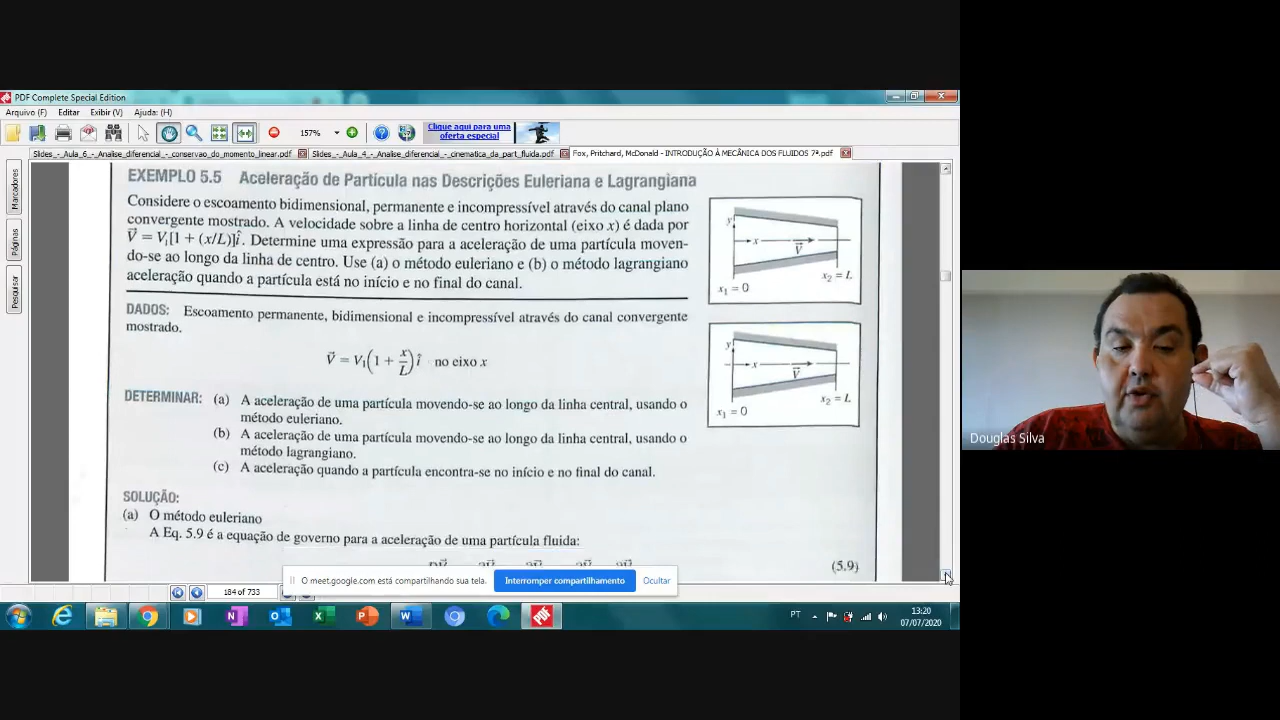 PDF Complete Special Edition
Arquivo (F) Editar Exibir (V) Ajuda: (H)
157%
Clique aqui para uma
oferta especial
Slides_-_Aula_6_-_Analise_diferencial_-_conservao_do_momento_linear.pdf
Slides_-_Aula_4_-_Analise_diferencial_-_cinematica_da_part_fluida.pdf
Fox, Pritchard, McDonald - INTRODUÇÃO À MECÂNICA DOS FLUIDOS 7ª.pdf
Marcadores
Páginas
Pesquisar
EXEMPLO 5.5 Aceleração de Partícula nas Descrições Euleriana e Lagrangiana
Considere o escoamento bidimensional, permanente e incompressível através do canal plano
convergente mostrado. A velocidade sobre a linha de centro horizontal (eixo x) é dada por
V⃗ = V₁[1 + (x/L)]î. Determine uma expressão para a aceleração de uma partícula moven-
do-se ao longo da linha de centro. Use (a) o método euleriano e (b) o método lagrangiano
aceleração quando a partícula está no início e no final do canal.
y
x
V⃗
x₂ = L
x₁ = 0
DADOS: Escoamento permanente, bidimensional e incompressível através do canal convergente
mostrado.
V⃗ = V₁(1 + x/L) î no eixo x
y
x
V⃗
x₂ = L
x₁ = 0
DETERMINAR: (a) A aceleração de uma partícula movendo-se ao longo da linha central, usando o
método euleriano.
(b) A aceleração de uma partícula movendo-se ao longo da linha central, usando o
método lagrangiano.
(c) A aceleração quando a partícula encontra-se no início e no final do canal.
SOLUÇÃO:
(a) O método euleriano
A Eq. 5.9 é a equação de governo para a aceleração de uma partícula fluida:
(5.9)
O meet.google.com está compartilhando sua tela.
Interromper compartilhamento
Ocultar
184 of 733
PT
13:20
07/07/2020
Douglas Silva